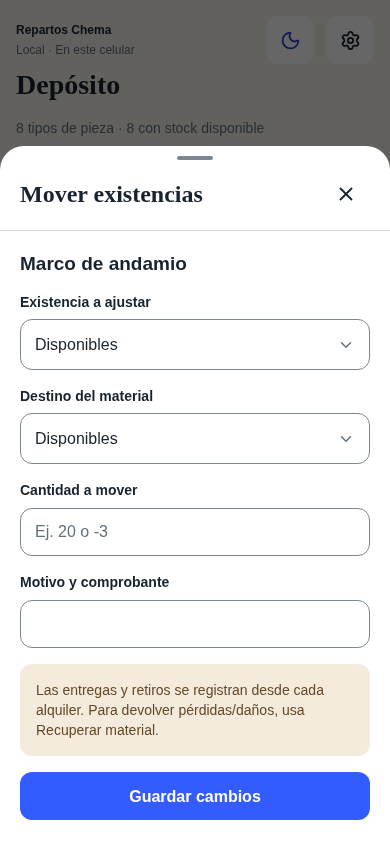 Repartos Chema
Local · En este celular
Depósito
8 tipos de pieza · 8 con stock disponible
Mover existencias
Marco de andamio
Existencia a ajustar
Disponibles
Destino del material
Disponibles
Cantidad a mover
Ej. 20 o -3
Motivo y comprobante
Las entregas y retiros se registran desde cada
alquiler. Para devolver pérdidas/daños, usa
Recuperar material.
Guardar cambios